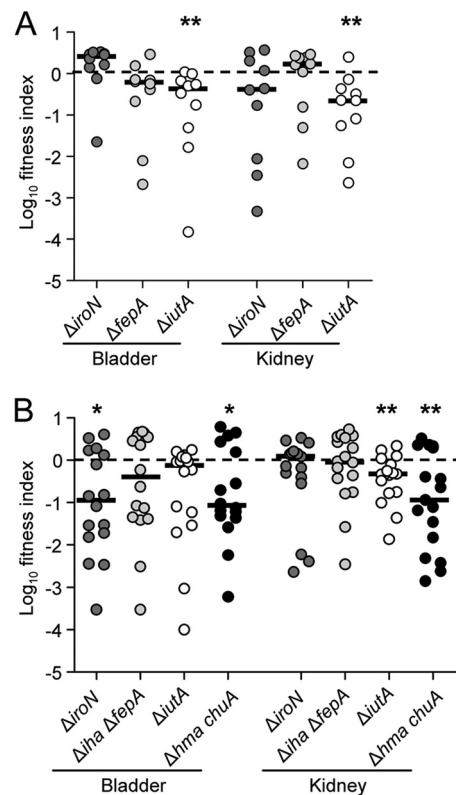 A
** **
Log₁₀ fitness index
1
0
-1
-2
-3
-4
-5
ΔiroN ΔfepA ΔiutA ΔiroN ΔfepA ΔiutA
Bladder Kidney
B
* * ** **
Log₁₀ fitness index
1
0
-1
-2
-3
-4
-5
ΔiroN Δiha ΔfepA ΔiutA Δhma chuA ΔiroN Δiha ΔfepA ΔiutA Δhma chuA
Bladder Kidney